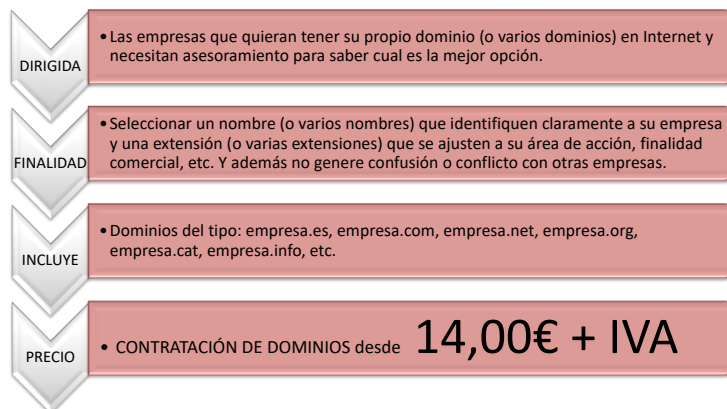 DIRIGIDA
• Las empresas que quieran tener su propio dominio (o varios dominios) en Internet y
necesitan asesoramiento para saber cual es la mejor opción.
FINALIDAD
• Seleccionar un nombre (o varios nombres) que identifiquen claramente a su empresa
y una extensión (o varias extensiones) que se ajusten a su área de acción, finalidad
comercial, etc. Y además no genere confusión o conflicto con otras empresas.
INCLUYE
• Dominios del tipo: empresa.es, empresa.com, empresa.net, empresa.org,
empresa.cat, empresa.info, etc.
PRECIO
• CONTRATACIÓN DE DOMINIOS desde 14,00€ + IVA